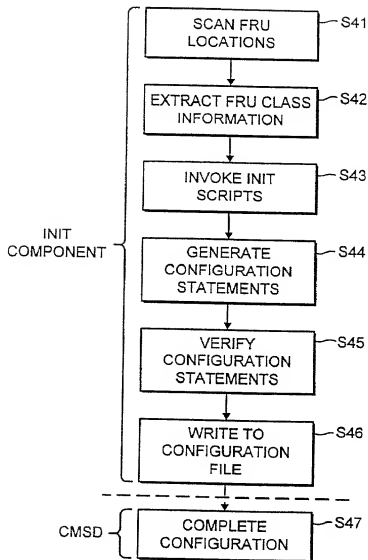 SCAN FRU
LOCATIONS
S41
EXTRACT FRU CLASS
INFORMATION
S42
INVOKE INIT
SCRIPTS
S43
INIT
COMPONENT
GENERATE
CONFIGURATION
STATEMENTS
S44
VERIFY
CONFIGURATION
STATEMENTS
S45
WRITE TO
CONFIGURATION
FILE
S46
CMSD
COMPLETE
CONFIGURATION
S47